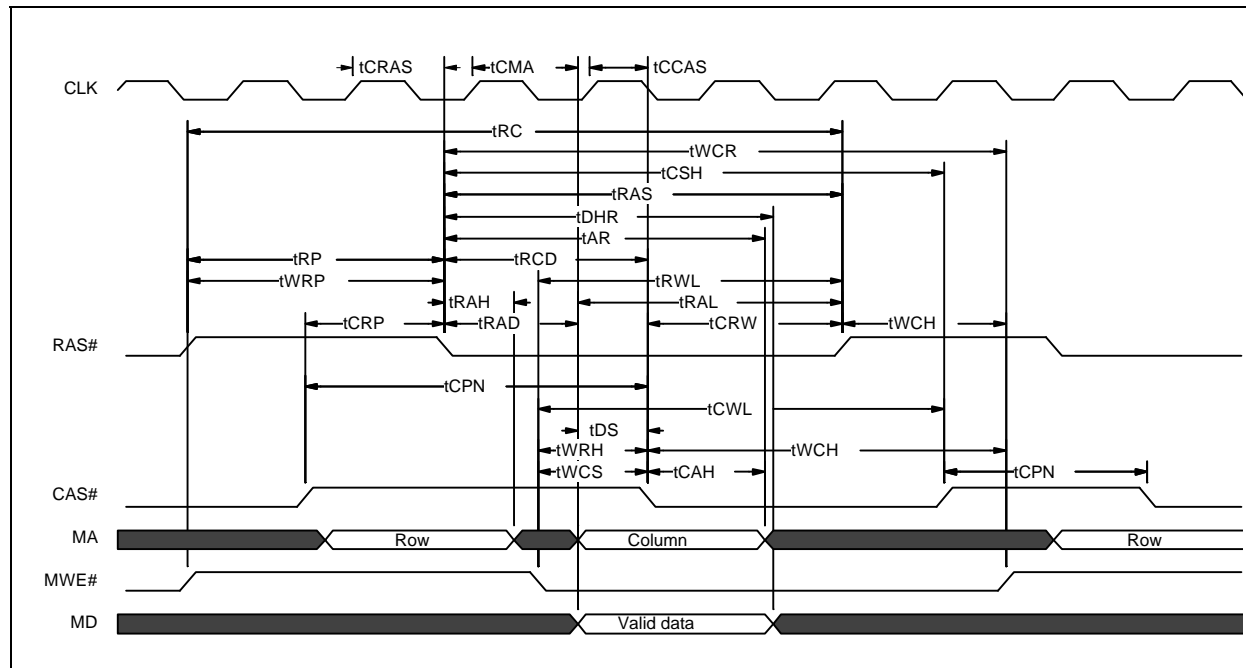 tCRAS tCMA tCCAS
CLK
tRC
tWCR
tCSH
tRAS
tDHR
tAR
tRP tRCD
tWRP tRWL
tRAH tRAL
tCRP tRAD tCRW tWCH
RAS#
tCPN
tCWL
tDS
tWRH tWCH
tWCS tCAH tCPN
CAS#
MA Row Column Row
MWE#
MD Valid data